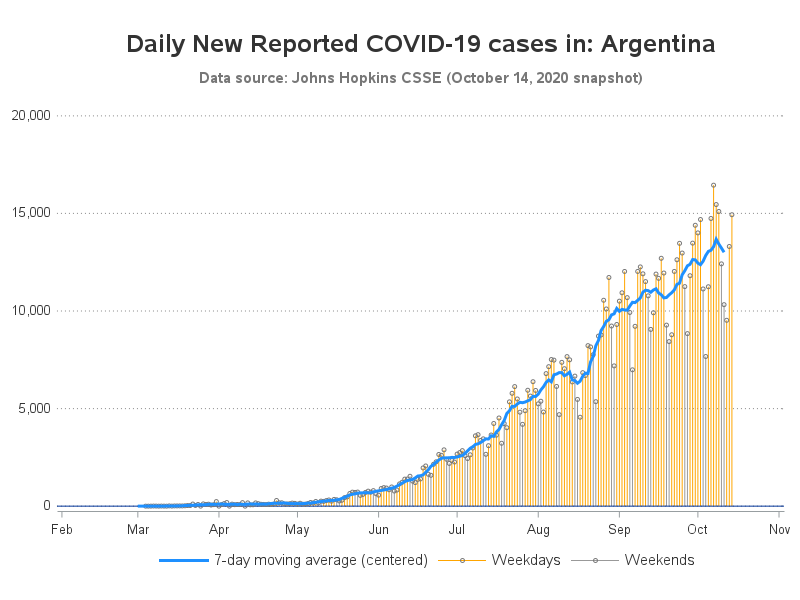 Daily New Reported COVID-19 cases in: Argentina
Data source: Johns Hopkins CSSE (October 14, 2020 snapshot)
20,000
15,000
10,000
5,000
0
Feb Mar Apr May Jun Jul Aug Sep Oct Nov
7-day moving average (centered) Weekdays Weekends